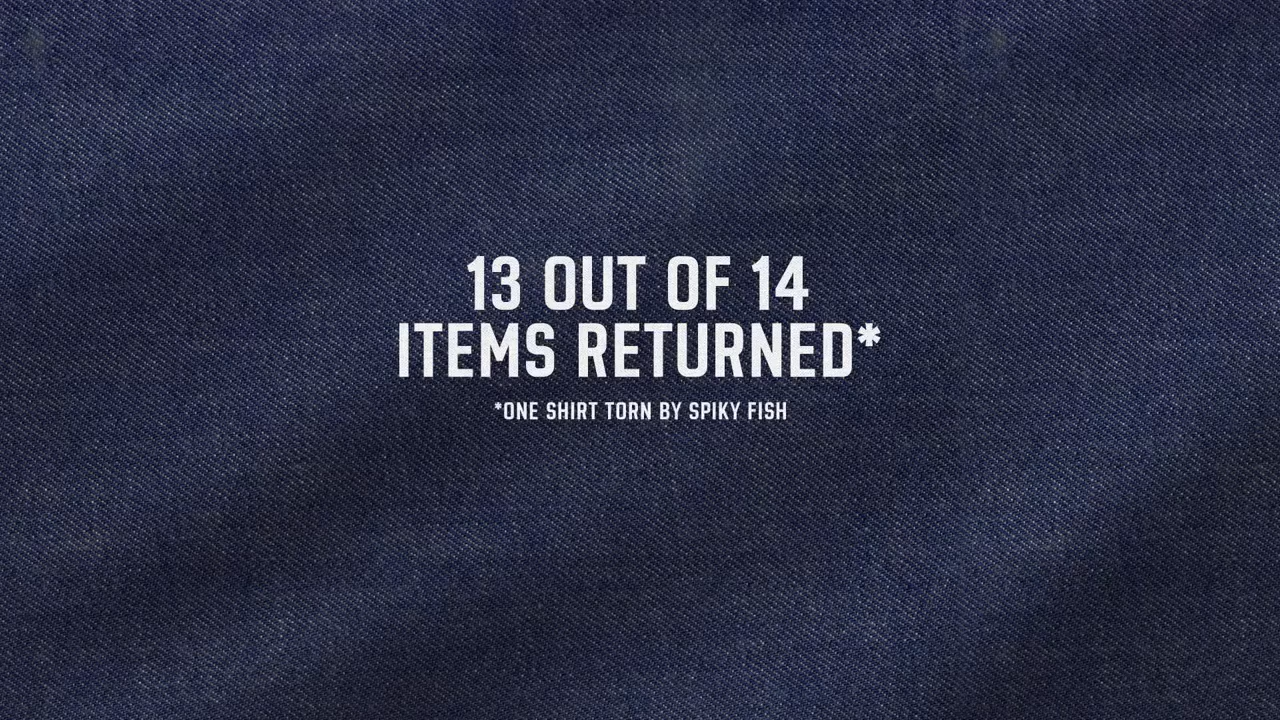 13 OUT OF 14
ITEMS RETURNED*
*ONE SHIRT TORN BY SPIKY FISH